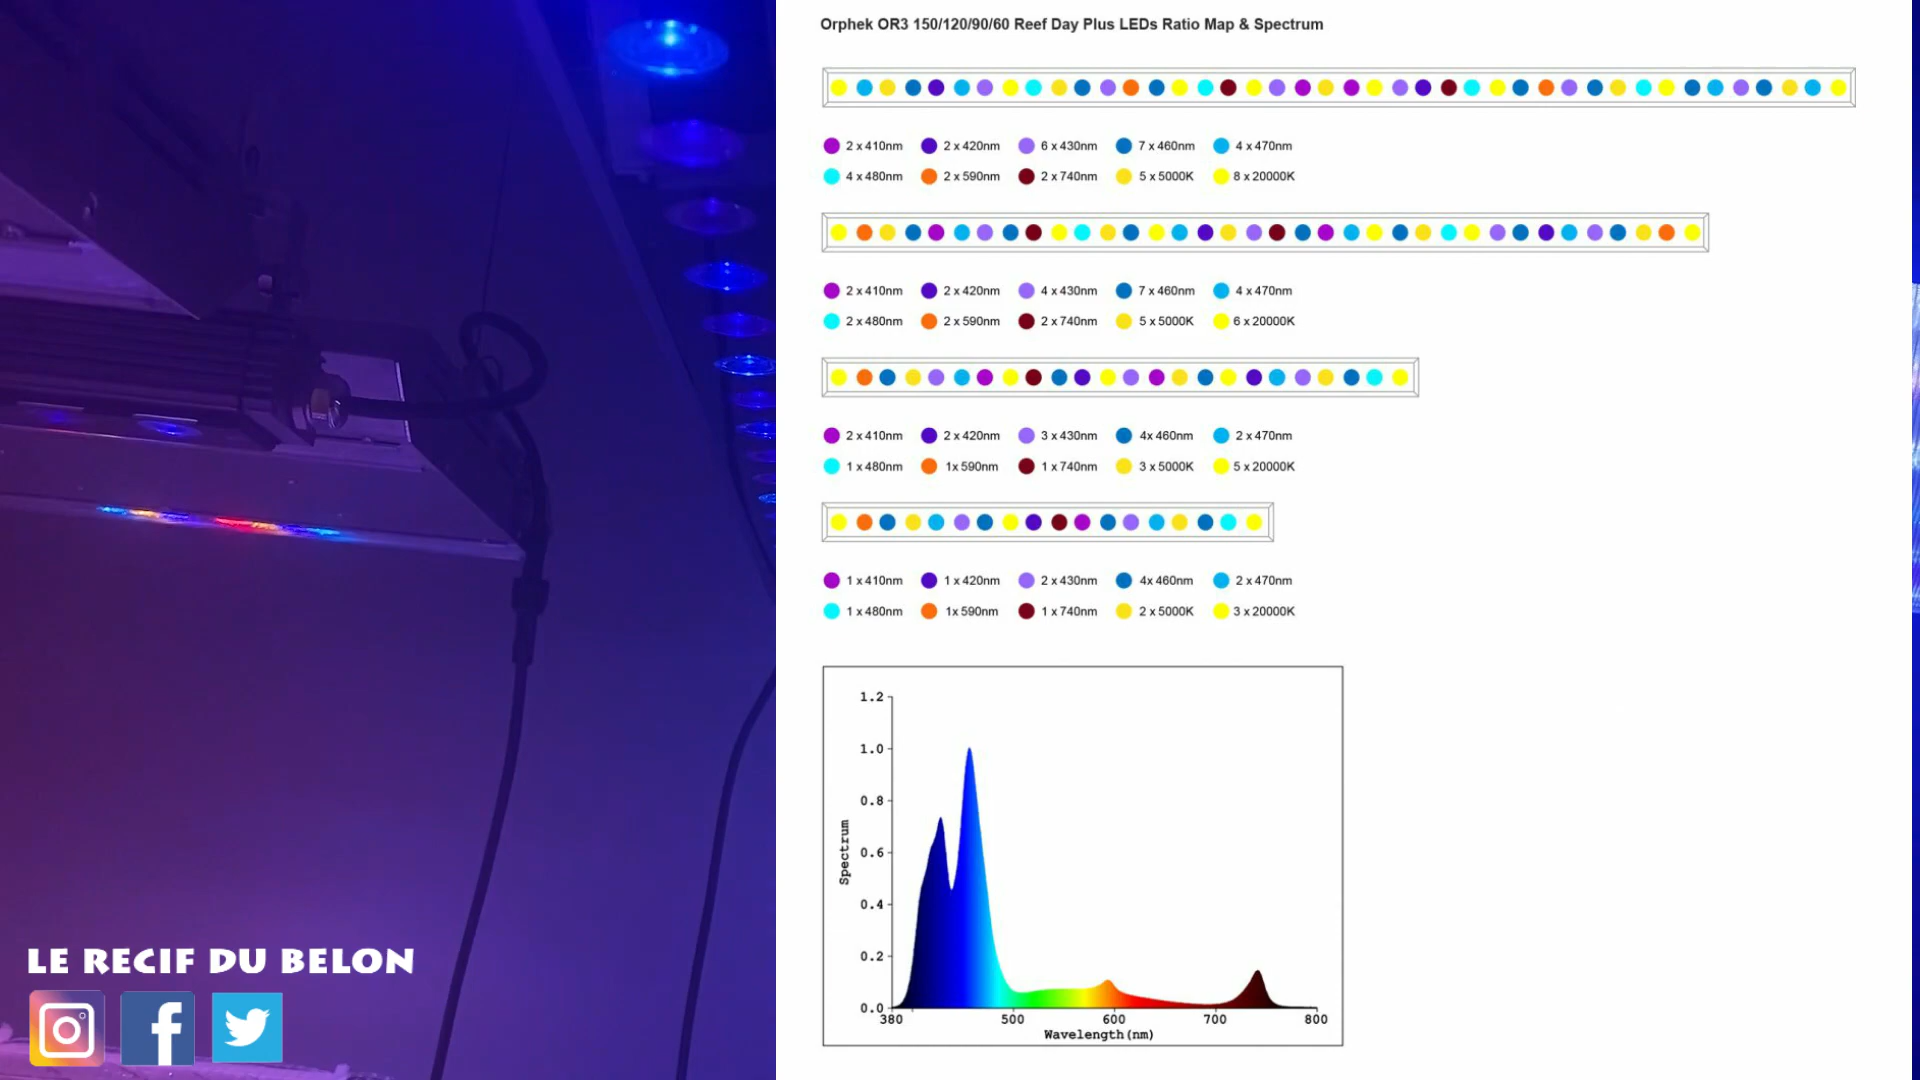 Orphek OR3 150/120/90/60 Reef Day Plus LEDs Ratio Map & Spectrum
2 x 410nm 2 x 420nm 6 x 430nm 7 x 460nm 4 x 470nm
4 x 480nm 2 x 590nm 2 x 740nm 5 x 5000K 8 x 20000K
2 x 410nm 2 x 420nm 4 x 430nm 7 x 460nm 4 x 470nm
2 x 480nm 2 x 590nm 2 x 740nm 5 x 5000K 6 x 20000K
2 x 410nm 2 x 420nm 3 x 430nm 4x 460nm 2 x 470nm
1 x 480nm 1x 590nm 1 x 740nm 3 x 5000K 5 x 20000K
1 x 410nm 1 x 420nm 2 x 430nm 4x 460nm 2 x 470nm
1 x 480nm 1x 590nm 1 x 740nm 2 x 5000K 3 x 20000K
1.2
1.0
0.8
0.6
0.4
0.2
0.0
Spectrum
380 500 600 700 800
Wavelength(nm)
LE RECIF DU BELON